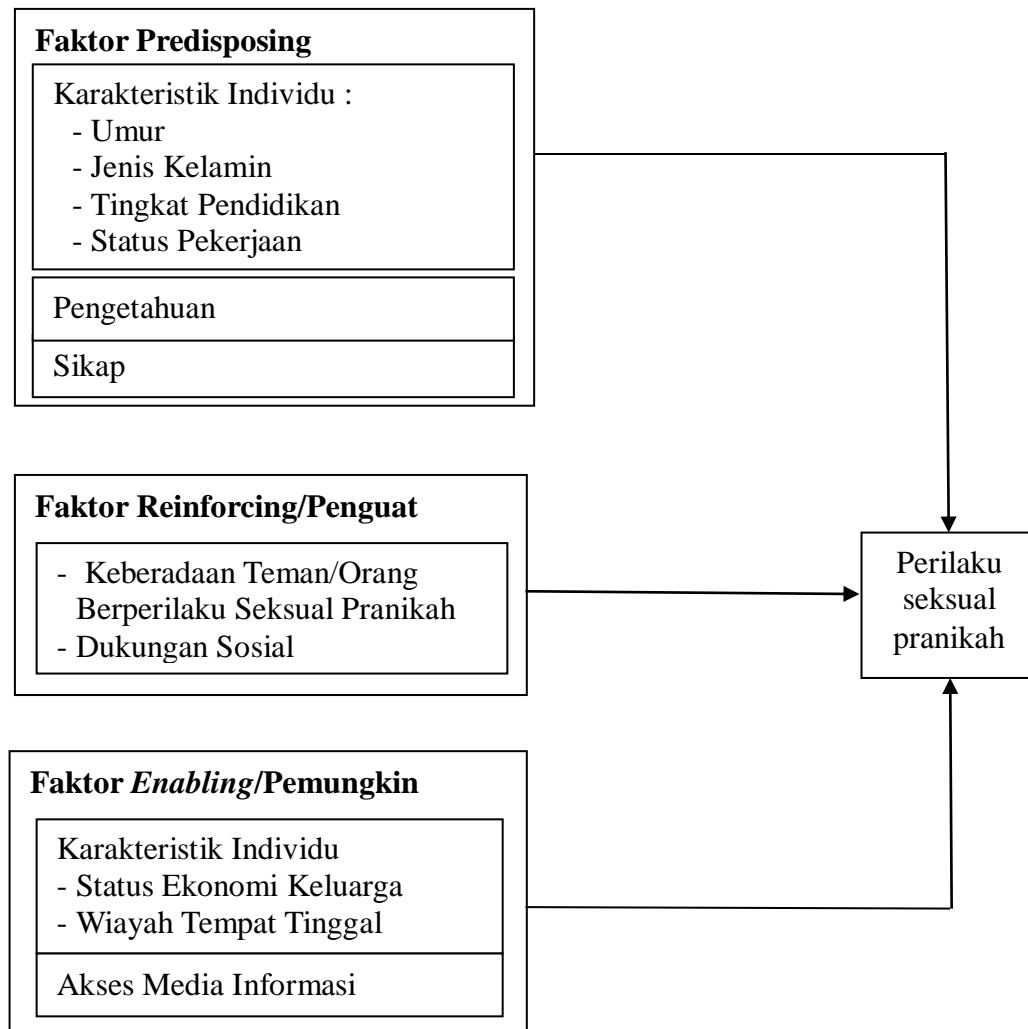 Faktor Predisposing
Karakteristik Individu :
- Umur
- Jenis Kelamin
- Tingkat Pendidikan
- Status Pekerjaan
Pengetahuan
Sikap
Faktor Reinforcing/Penguat
- Keberadaan Teman/Orang
Berperilaku Seksual Pranikah
- Dukungan Sosial
Perilaku
seksual
pranikah
Faktor Enabling/Pemungkin
Karakteristik Individu
- Status Ekonomi Keluarga
- Wiayah Tempat Tinggal
Akses Media Informasi